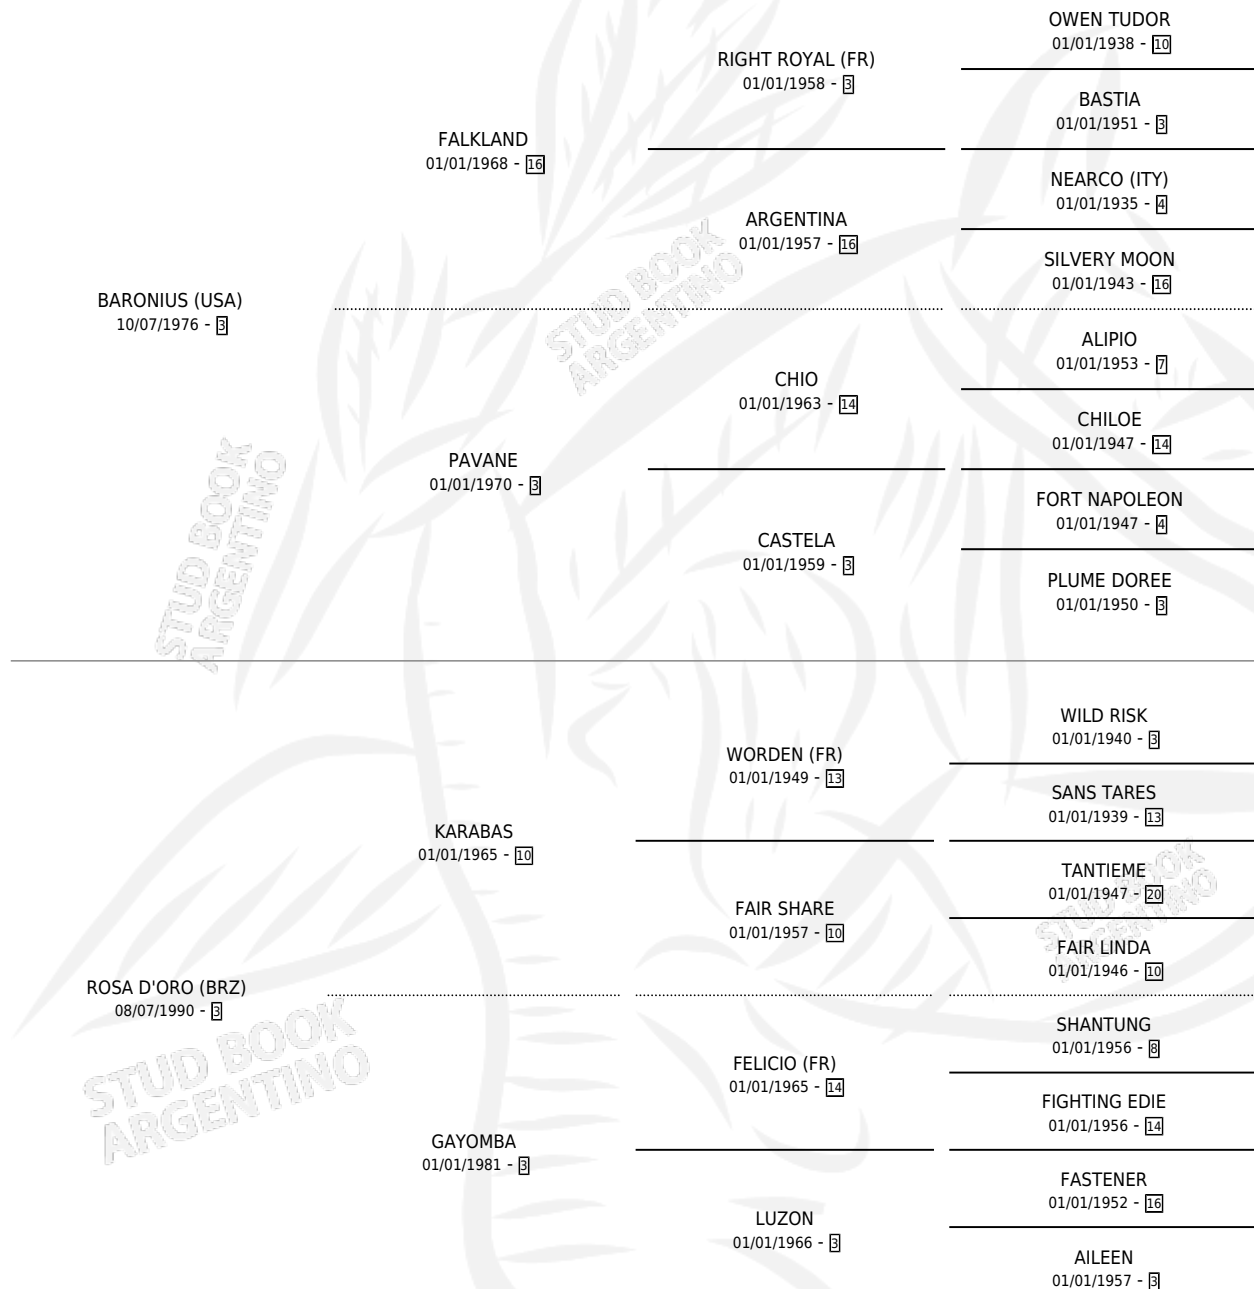 OWEN TUDOR
01/01/1938 - 10
RIGHT ROYAL (FR)
01/01/1958 - 3
BASTIA
01/01/1951 - 3
FALKLAND
01/01/1968 - 16
NEARCO (ITY)
01/01/1935 - 4
ARGENTINA
01/01/1957 - 16
SILVERY MOON
01/01/1943 - 16
BARONIUS (USA)
10/07/1976 - 3
STUD BOOK
ARGENTINO
ALIPIO
01/01/1953 - 7
CHIO
01/01/1963 - 14
CHILOE
01/01/1947 - 14
PAVANE
01/01/1970 - 3
FORT NAPOLEON
01/01/1947 - 4
CASTELA
01/01/1959 - 3
PLUME DOREE
01/01/1950 - 3
STUD BOOK
ARGENTINO
WILD RISK
01/01/1940 - 3
WORDEN (FR)
01/01/1949 - 13
SANS TARES
01/01/1939 - 13
KARABAS
01/01/1965 - 10
TANTIEME
01/01/1947 - 20
FAIR SHARE
01/01/1957 - 10
STUD BOOK
ARGENTINO
FAIR LINDA
01/01/1946 - 10
ROSA D'ORO (BRZ)
08/07/1990 - 3
SHANTUNG
01/01/1956 - 8
FELICIO (FR)
01/01/1965 - 14
STUD BOOK
ARGENTINO
FIGHTING EDIE
01/01/1956 - 14
GAYOMBA
01/01/1981 - 3
FASTENER
01/01/1952 - 16
LUZON
01/01/1966 - 3
AILEEN
01/01/1957 - 3